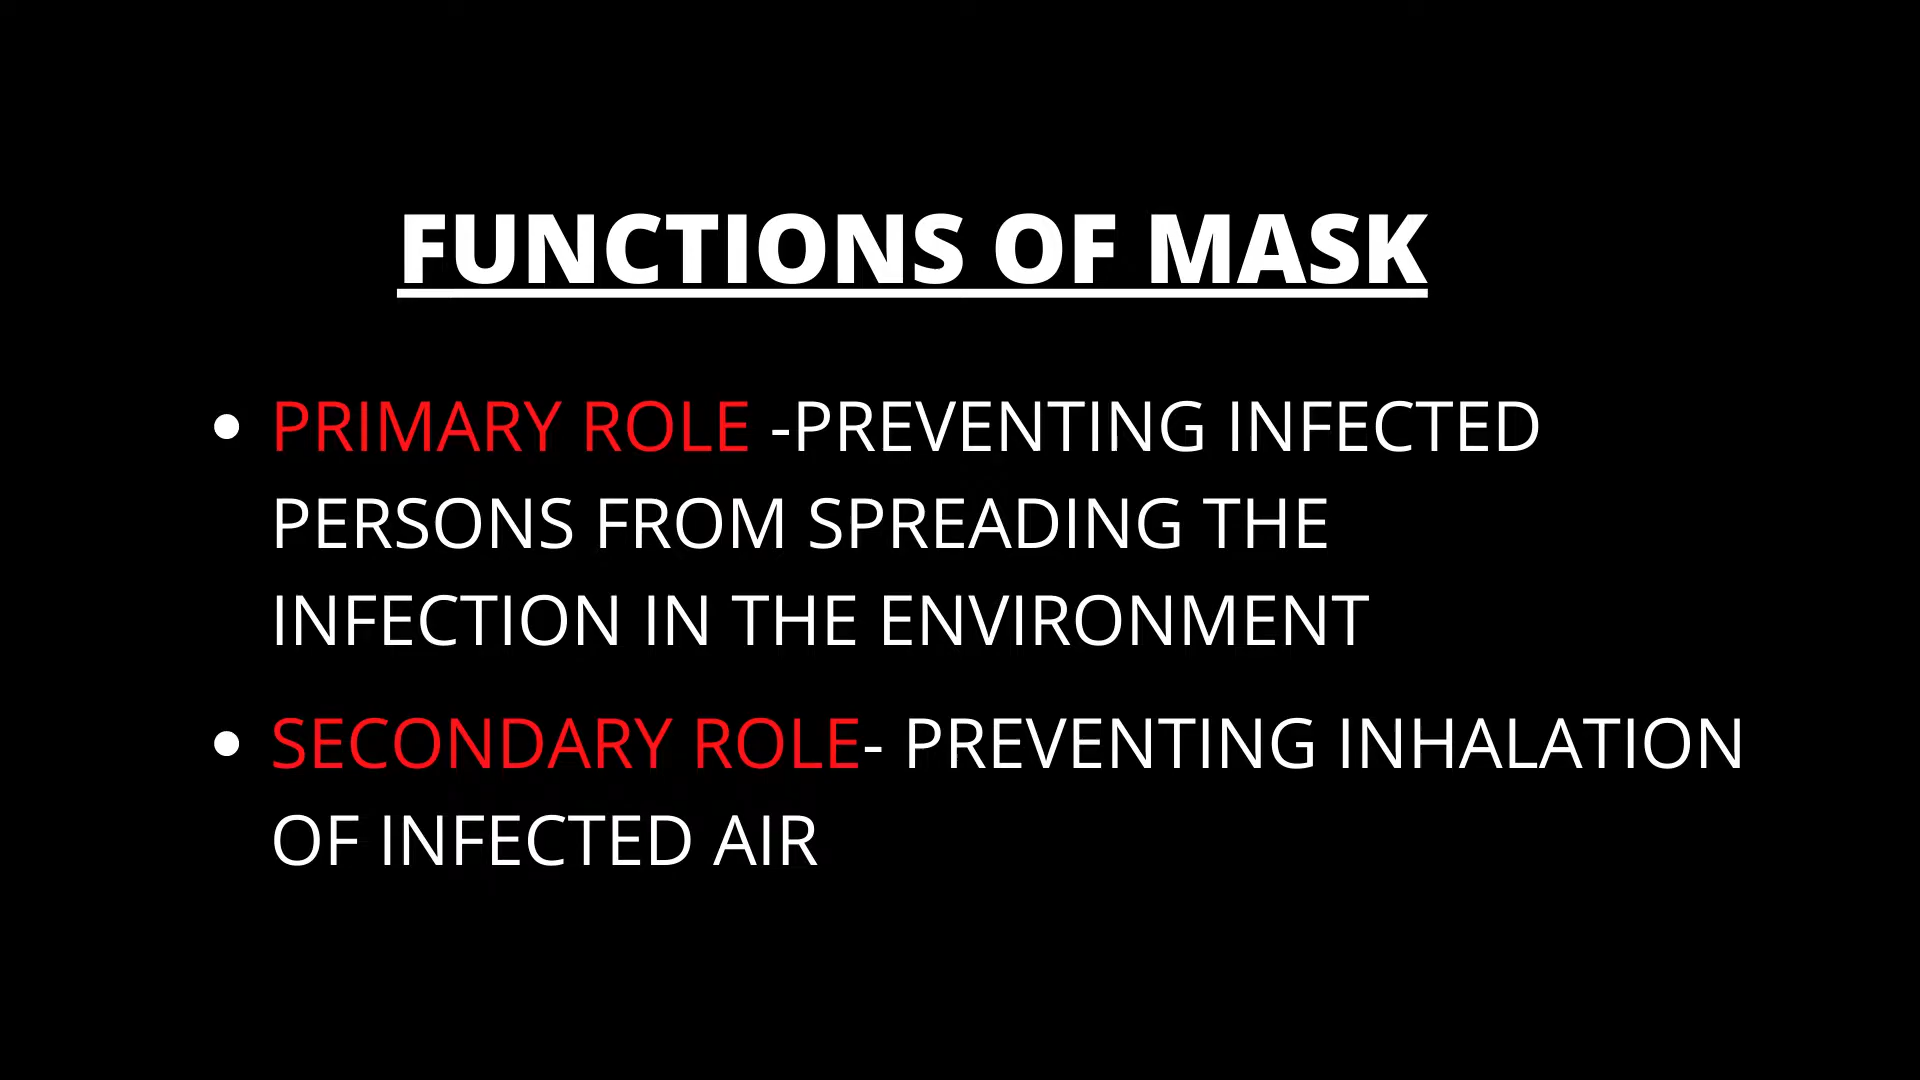 FUNCTIONS OF MASK
• PRIMARY ROLE -PREVENTING INFECTED
PERSONS FROM SPREADING THE
INFECTION IN THE ENVIRONMENT
• SECONDARY ROLE- PREVENTING INHALATION
OF INFECTED AIR